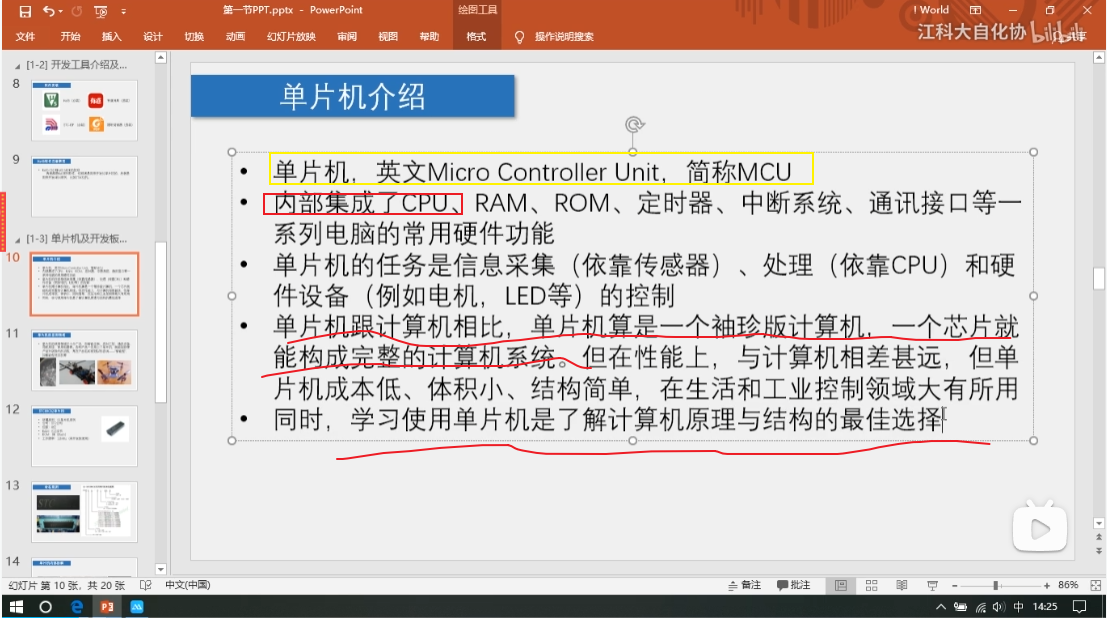 第一节PPT.pptx - PowerPoint
绘图工具
! World
文件 开始 插入 设计 切换 动画 幻灯片放映 审阅 视图 帮助 格式 操作说明搜索
江科大自化协 bilibili
[1-2] 开发工具介绍及...
8
9
[1-3] 单片机及开发板...
10
11
12
13
14
单片机介绍
• 单片机，英文Micro Controller Unit，简称MCU
• 内部集成了CPU、RAM、ROM、定时器、中断系统、通讯接口等一
系列电脑的常用硬件功能
• 单片机的任务是信息采集（依靠传感器）、处理（依靠CPU）和硬
件设备（例如电机，LED等）的控制
• 单片机跟计算机相比，单片机算是一个袖珍版计算机，一个芯片就
能构成完整的计算机系统。但在性能上，与计算机相差甚远，但单
片机成本低、体积小、结构简单，在生活和工业控制领域大有所用
• 同时，学习使用单片机是了解计算机原理与结构的最佳选择
幻灯片 第 10 张，共 20 张 中文(中国) 备注 批注 86%
中 14:25